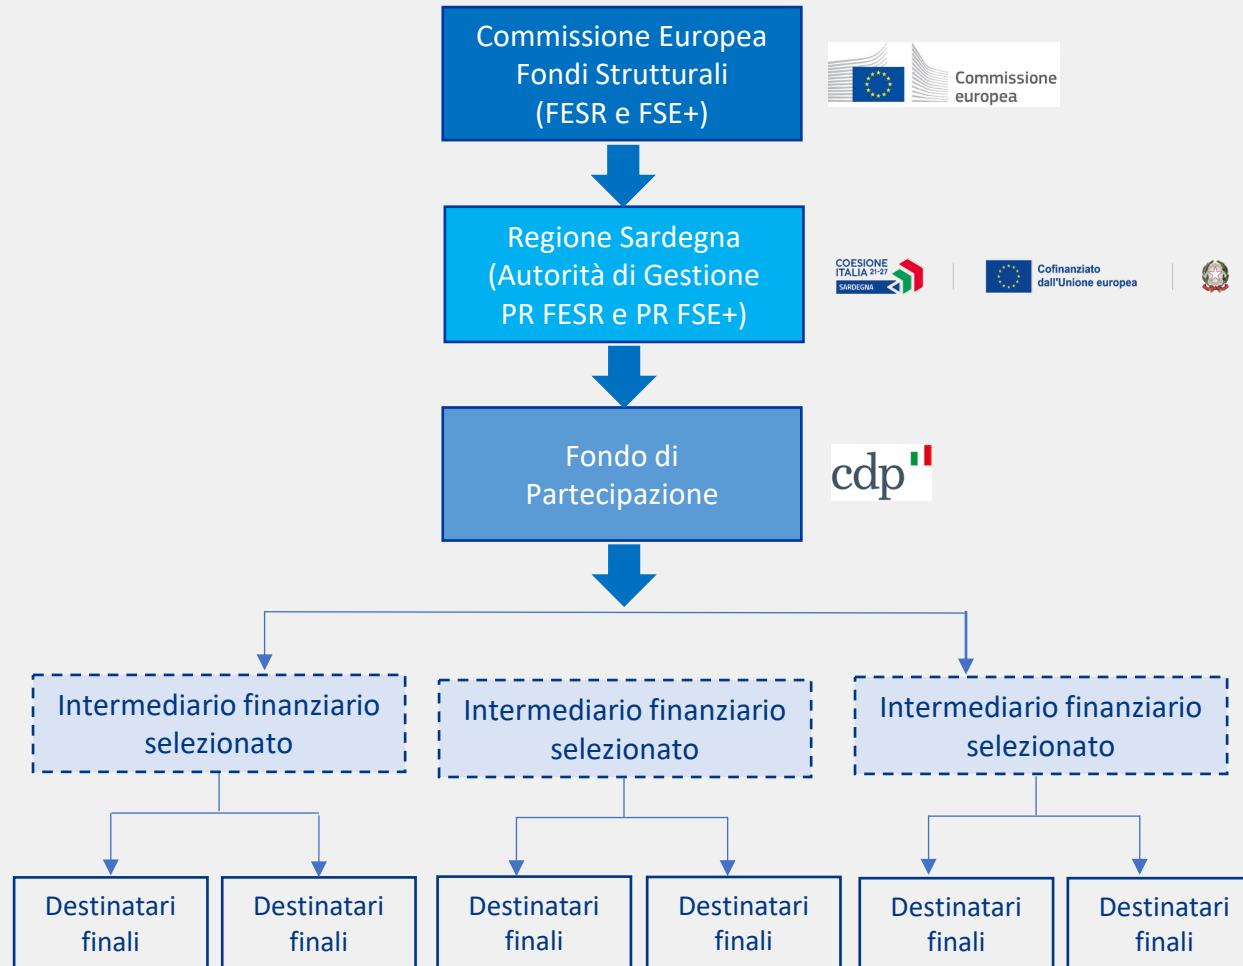 Commissione Europea
Fondi Strutturali
(FESR e FSE+)
Commissione
europea
Regione Sardegna
(Autorità di Gestione
PR FESR e PR FSE+)
COESIONE
ITALIA 21-27
SARDEGNA
Cofinanziato
dall'Unione europea
Fondo di
Partecipazione
cdp
Intermediario finanziario
selezionato
Intermediario finanziario
selezionato
Intermediario finanziario
selezionato
Destinatari
finali
Destinatari
finali
Destinatari
finali
Destinatari
finali
Destinatari
finali
Destinatari
finali